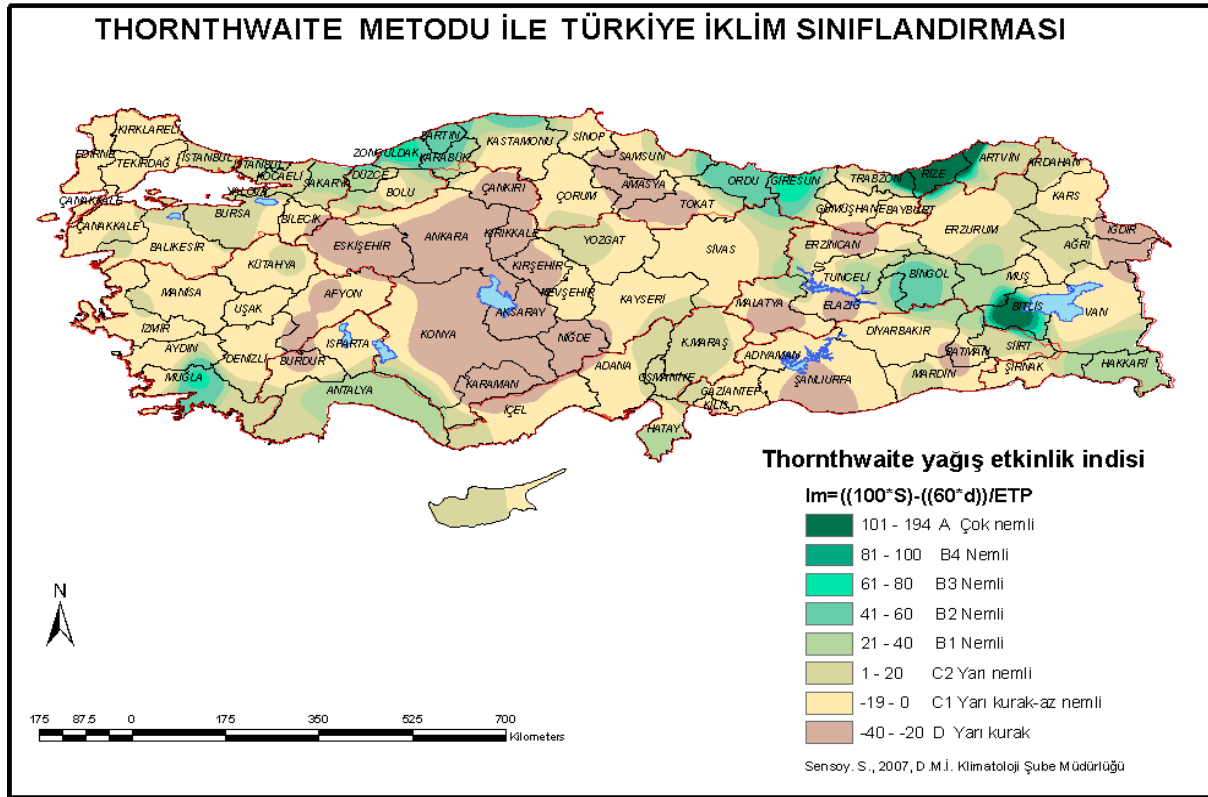 THORNTHWAITE METODU İLE TÜRKİYE İKLİM SINIFLANDIRMASI
KIRKLARELİ
EDİRNE
TEKİRDAĞ
İSTANBUL
İSTANBUL
KOCAELİ
YALOVA
SAKARYA
DÜZCE
ZONGULDAK
BARTIN
KARABÜK
KASTAMONU
SİNOP
SAMSUN
ORDU
GİRESUN
TRABZON
RİZE
ARTVİN
ARDAHAN
ÇANAKKALE
ÇANAKKALE
BURSA
BİLECİK
BOLU
ÇANKIRI
ÇORUM
AMASYA
TOKAT
GÜMÜŞHANE
BAYBURT
KARS
BALIKESİR
KÜTAHYA
ESKİŞEHİR
ANKARA
KIRIKKALE
YOZGAT
SİVAS
ERZİNCAN
ERZURUM
AĞRI
IĞDIR
MANİSA
UŞAK
AFYON
KIRŞEHİR
NEVŞEHİR
KAYSERİ
TUNCELİ
BİNGÖL
MUŞ
İZMİR
AYDIN
DENİZLİ
BURDUR
ISPARTA
KONYA
AKSARAY
NİĞDE
MALATYA
ELAZIĞ
BİTLİS
VAN
MUĞLA
ANTALYA
KARAMAN
İÇEL
ADANA
K.MARAŞ
OSMANİYE
ADIYAMAN
DİYARBAKIR
BATMAN
SİİRT
ŞIRNAK
HAKKARİ
GAZİANTEP
KİLİS
ŞANLIURFA
MARDİN
HATAY
Thornthwaite yağış etkinlik indisi
Im=((100*S)-((60*d))/ETP
101 - 194 A Çok nemli
81 - 100 B4 Nemli
61 - 80 B3 Nemli
41 - 60 B2 Nemli
21 - 40 B1 Nemli
1 - 20 C2 Yarı nemli
-19 - 0 C1 Yarı kurak-az nemli
-40 - -20 D Yarı kurak
N
175 87.5 0 175 350 525 700
Kilometers
Sensoy. S., 2007, D.M.İ. Klimatoloji Şube Müdürlüğü